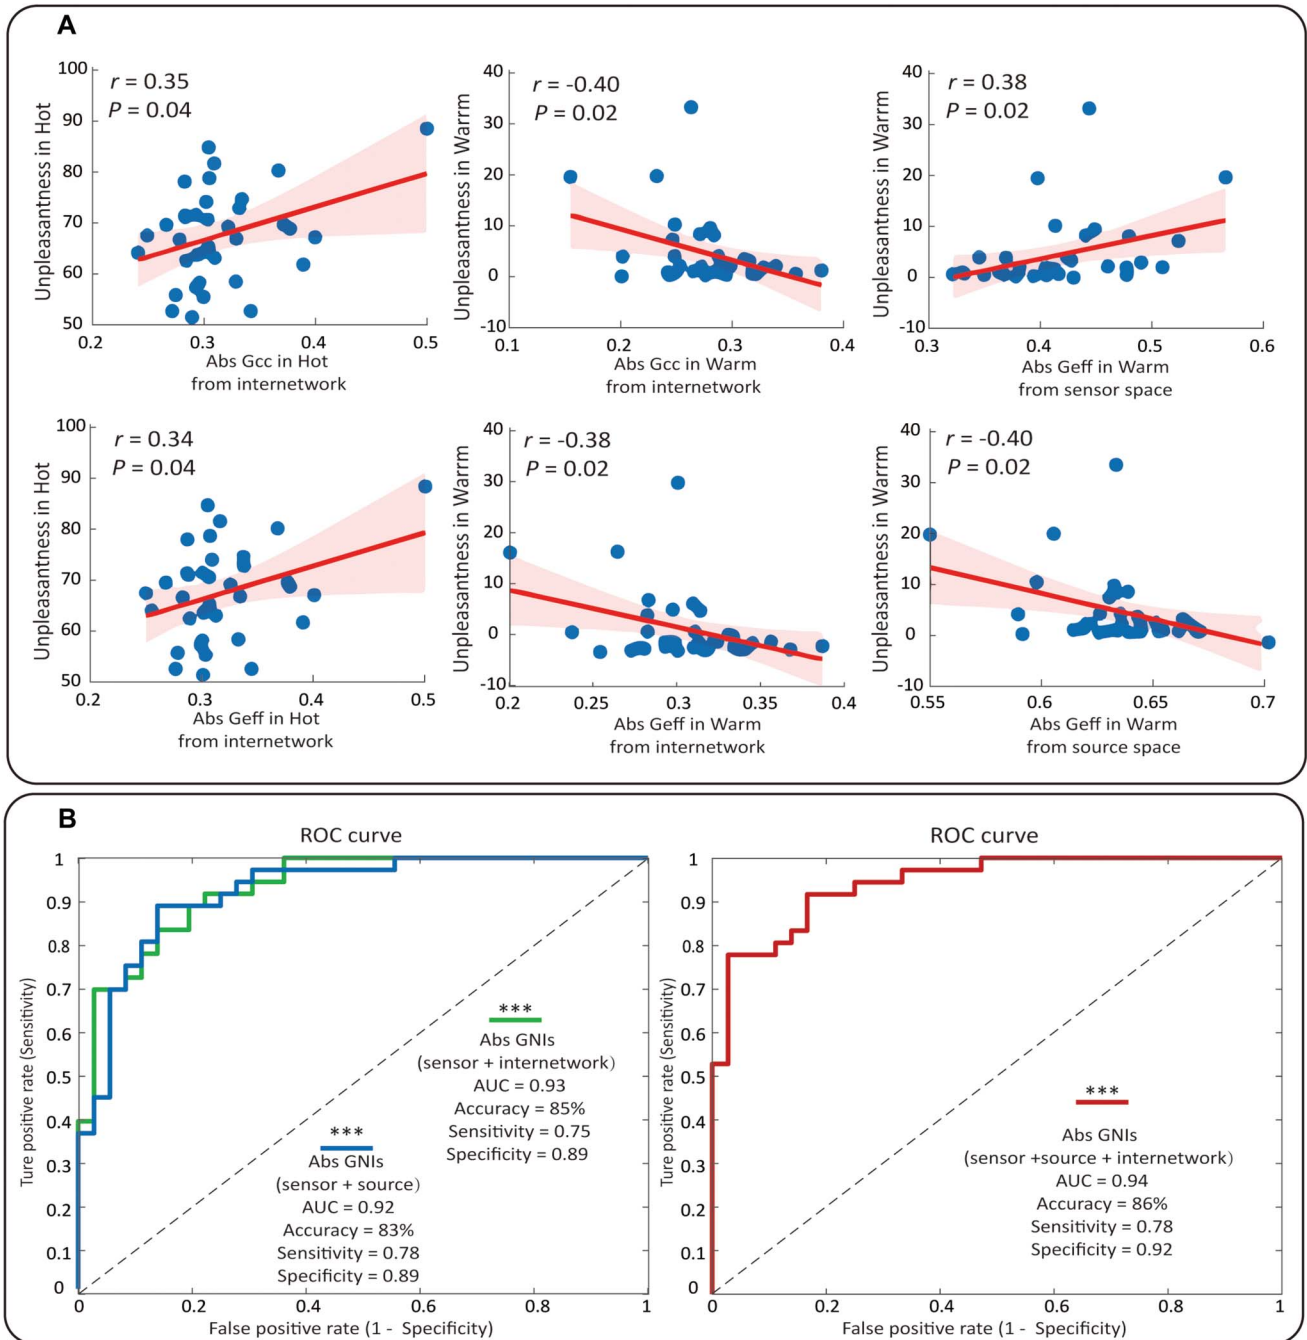 A
r = 0.35
P = 0.04
Unpleasantness in Hot
100
90
80
70
60
50
0.2
0.3
0.4
0.5
Abs Gcc in Hot
from internetwork
r = -0.40
P = 0.02
Unpleasantness in Warrm
40
30
20
10
0
-10
0.1
0.2
0.3
0.4
Abs Gcc in Warm
from internetwork
r = 0.38
P = 0.02
Unpleasantness in Warrm
40
30
20
10
0
-10
0.3
0.4
0.5
0.6
Abs Geff in Warm
from sensor space
r = 0.34
P = 0.04
Unpleasantness in Hot
100
90
80
70
60
50
0.2
0.3
0.4
0.5
Abs Geff in Hot
from internetwork
r = -0.38
P = 0.02
Unpleasantness in Warrm
40
30
20
10
0
-10
0.2
0.25
0.3
0.35
0.4
Abs Geff in Warm
from internetwork
r = -0.40
P = 0.02
Unpleasantness in Warrm
40
30
20
10
0
-10
0.55
0.6
0.65
0.7
Abs Geff in Warm
from source space
B
ROC curve
Ture positive rate (Sensitivity)
1
0.9
0.8
0.7
0.6
0.5
0.4
0.3
0.2
0.1
0
0
0.2
0.4
0.6
0.8
1
False positive rate (1 - Specificity)
***
Abs GNIs
(sensor + internetwork)
AUC = 0.93
Accuracy = 85%
Sensitivity = 0.75
Specificity = 0.89
***
Abs GNIs
(sensor + source)
AUC = 0.92
Accuracy = 83%
Sensitivity = 0.78
Specificity = 0.89
ROC curve
Ture positive rate (Sensitivity)
1
0.9
0.8
0.7
0.6
0.5
0.4
0.3
0.2
0.1
0
0
0.2
0.4
0.6
0.8
1
False positive rate (1 - Specificity)
***
Abs GNIs
(sensor +source + internetwork)
AUC = 0.94
Accuracy = 86%
Sensitivity = 0.78
Specificity = 0.92